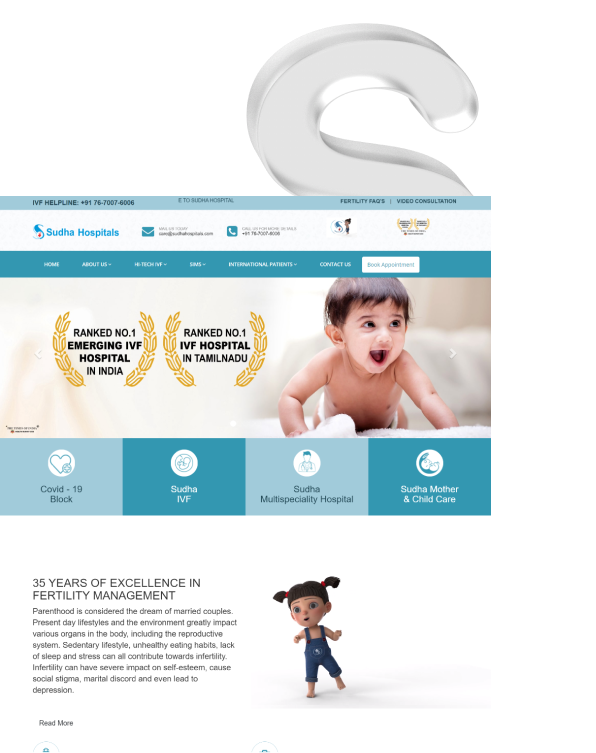 IVF HELPLINE: +91 76-7007-6006
E TO SUDHA HOSPITAL
FERTILITY FAQ'S | VIDEO CONSULTATION
Sudha Hospitals
MAIL US TODAY
care@sudhahospitals.com
CALL US FOR MORE DETAILS
+91 76-7007-6006
HOME
ABOUT US
HI-TECH IVF
SIMS
INTERNATIONAL PATIENTS
CONTACT US
Book Appointment
RANKED NO.1
EMERGING IVF
HOSPITAL
IN INDIA
RANKED NO.1
IVF HOSPITAL
IN TAMILNADU
Covid - 19
Block
Sudha
IVF
Sudha
Multispeciality Hospital
Sudha Mother
& Child Care
35 YEARS OF EXCELLENCE IN
FERTILITY MANAGEMENT
Parenthood is considered the dream of married couples.
Present day lifestyles and the environment greatly impact
various organs in the body, including the reproductive
system. Sedentary lifestyle, unhealthy eating habits, lack
of sleep and stress can all contribute towards infertility.
Infertility can have severe impact on self-esteem, cause
social stigma, marital discord and even lead to
depression.
Read More